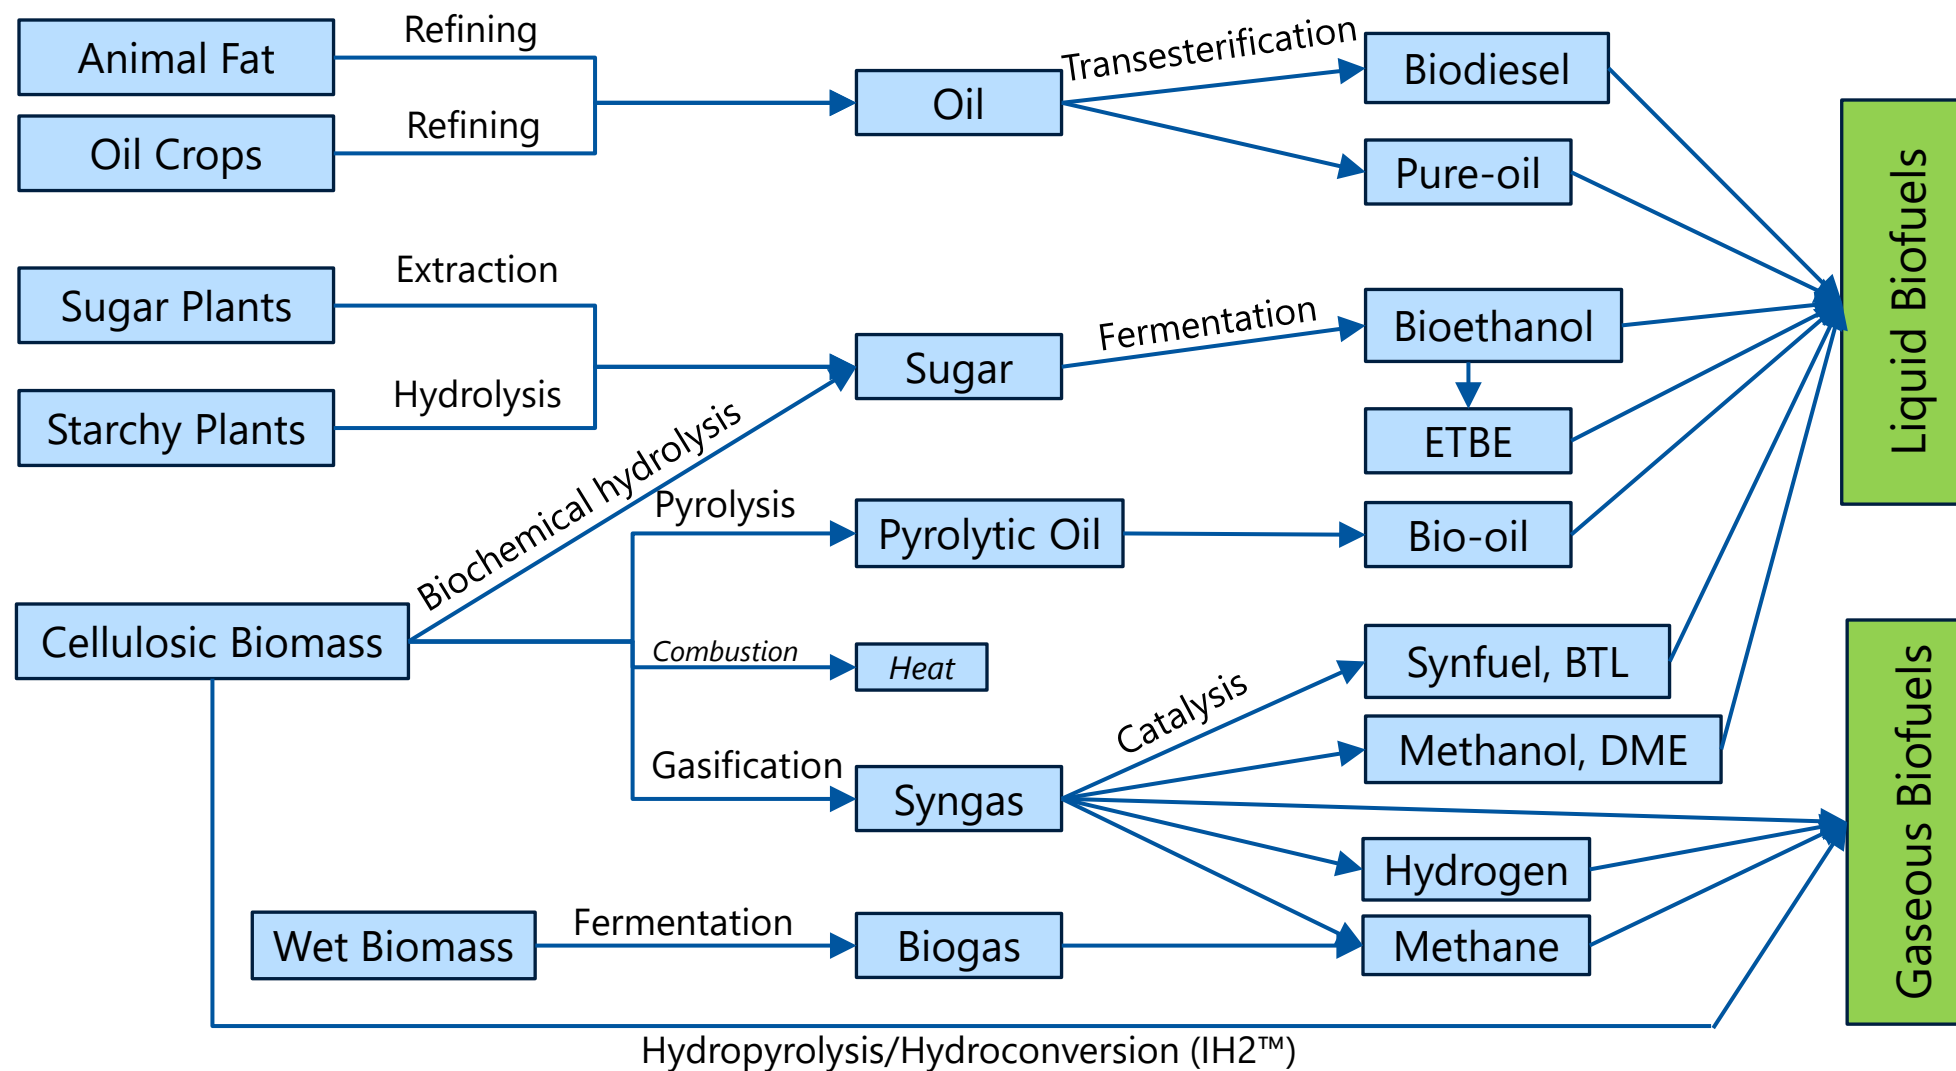 Animal Fat
Refining
Oil Crops
Refining
Oil
Transesterification
Biodiesel
Pure-oil
Sugar Plants
Extraction
Starchy Plants
Hydrolysis
Sugar
Fermentation
Bioethanol
ETBE
Biochemical hydrolysis
Cellulosic Biomass
Pyrolysis
Pyrolytic Oil
Bio-oil
Combustion
Heat
Gasification
Syngas
Catalysis
Synfuel, BTL
Methanol, DME
Hydrogen
Wet Biomass
Fermentation
Biogas
Methane
Hydropyrolysis/Hydroconversion (IH2™)
Liquid Biofuels
Gaseous Biofuels